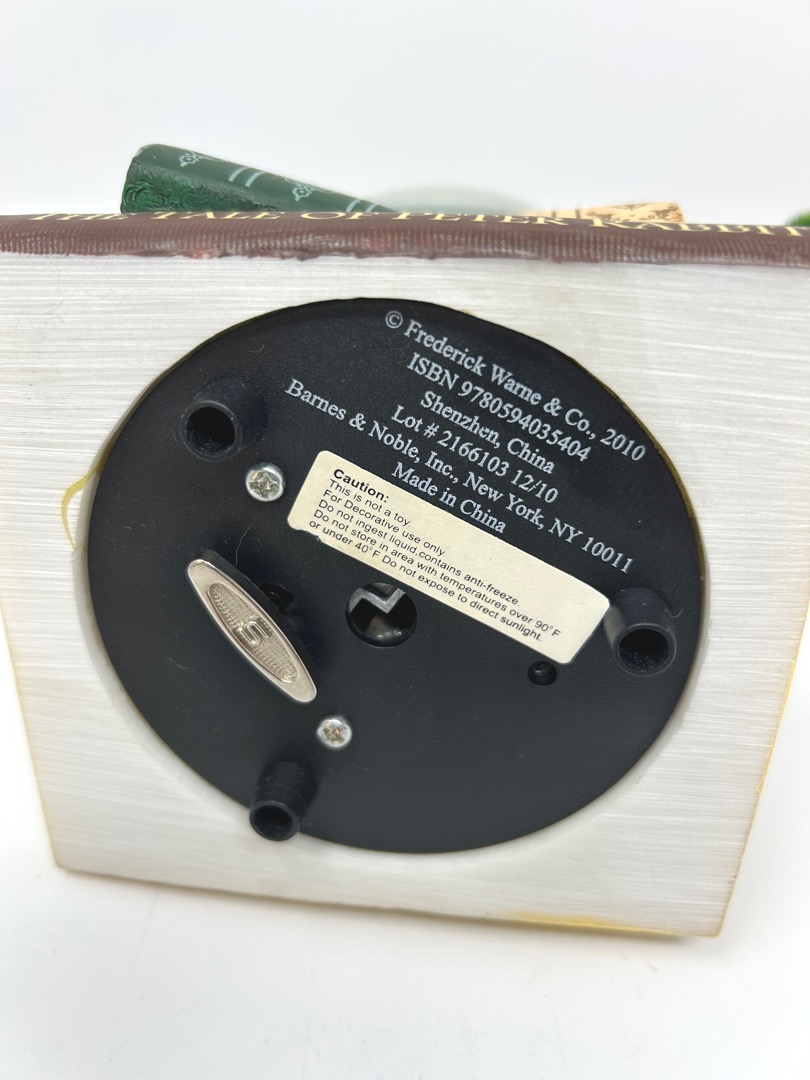 THE TALE OF PETER RABBIT
© Frederick Warne & Co., 2010
ISBN 9780594035404
Shenzhen, China
Lot # 2166103 12/10
Barnes & Noble, Inc., New York, NY 10011
Made in China
Caution:
This is not a toy
For Decorative use only
Do not ingest liquid,contains anti-freeze
Do not store in area with temperatures over 90°F
or under 40°F Do not expose to direct sunlight.
S